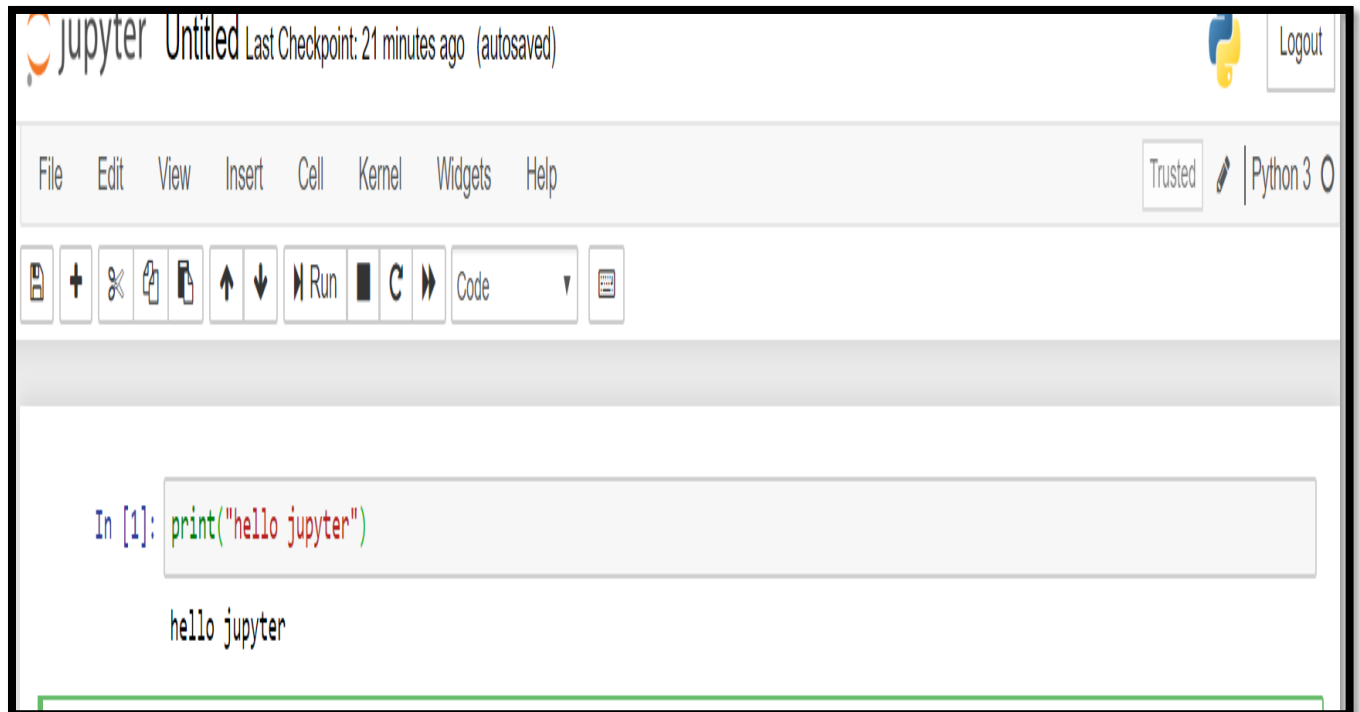 jupyter Untitled Last Checkpoint: 21 minutes ago (autosaved) Logout
File Edit View Insert Cell Kernel Widgets Help Trusted Python 3
Run Code
In [1]: print("hello jupyter")
hello jupyter